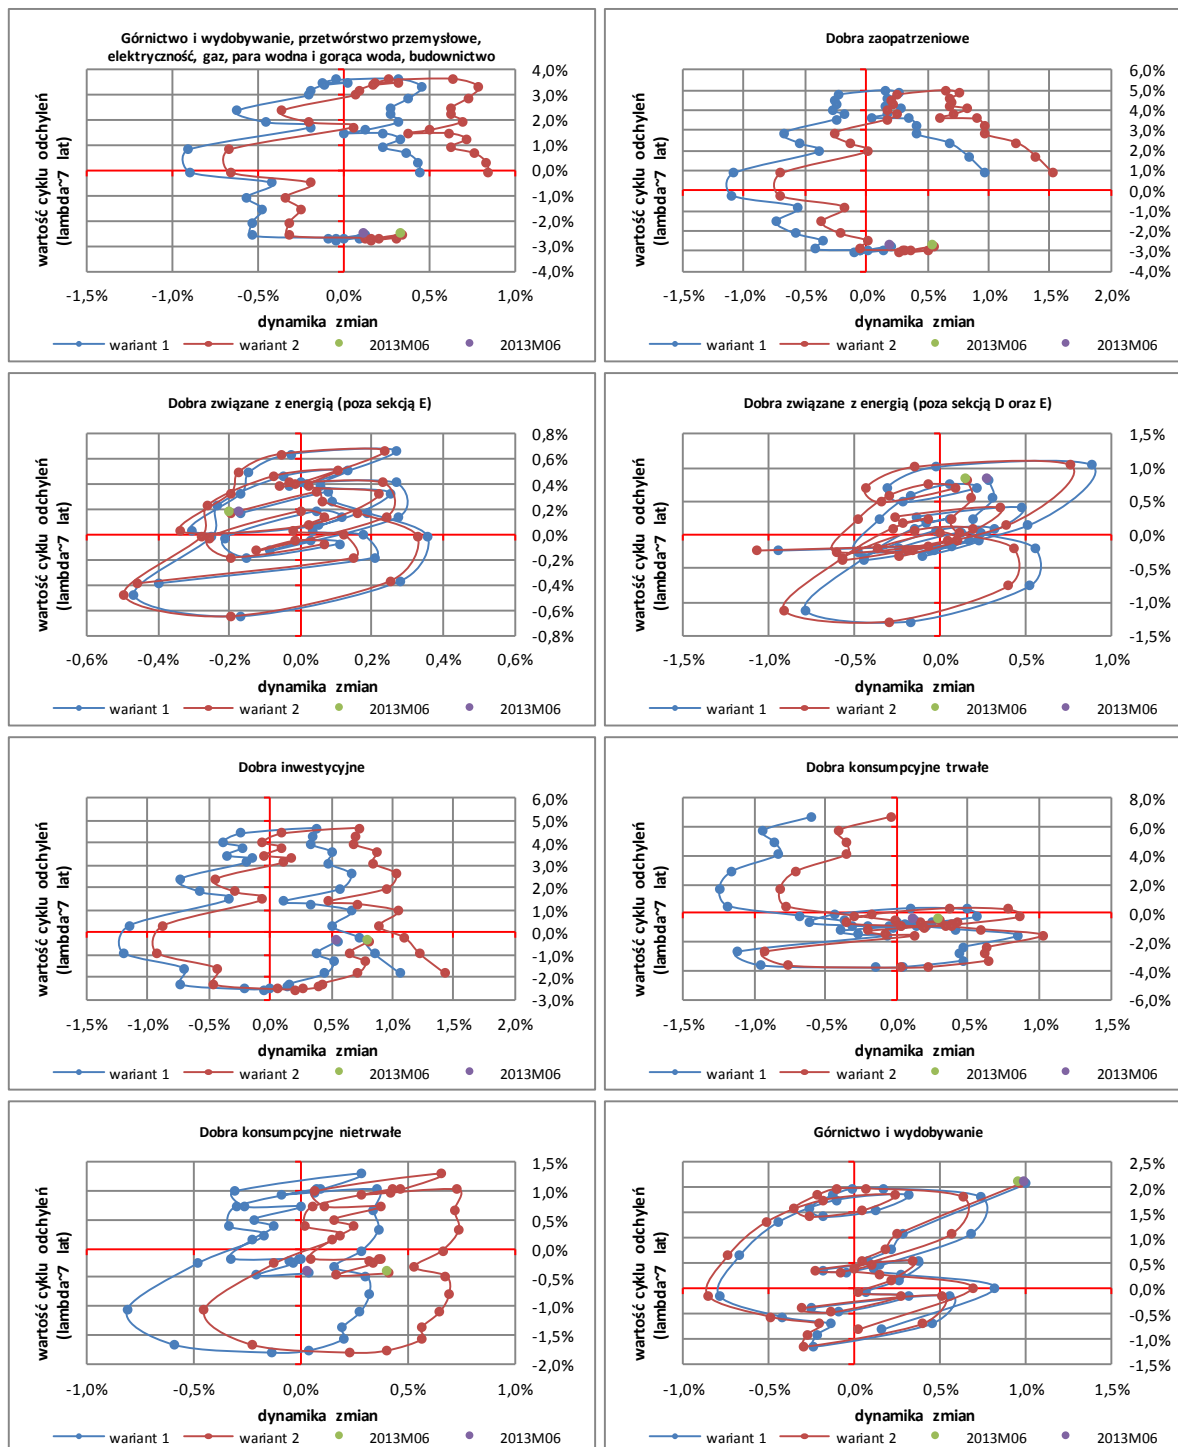 Górnictwo i wydobywanie, przetwórstwo przemysłowe,
elektryczność, gaz, para wodna i gorąca woda, budownictwo
wartość cyklu odchyleń
(lambda~7 lat)
4,0%
3,0%
2,0%
1,0%
0,0%
-1,0%
-2,0%
-3,0%
-4,0%
-1,5% -1,0% -0,5% 0,0% 0,5% 1,0%
dynamika zmian
wariant 1 wariant 2 2013M06 2013M06
Dobra zaopatrzeniowe
wartość cyklu odchyleń
(lambda~7 lat)
6,0%
5,0%
4,0%
3,0%
2,0%
1,0%
0,0%
-1,0%
-2,0%
-3,0%
-4,0%
-1,5% -1,0% -0,5% 0,0% 0,5% 1,0% 1,5% 2,0%
dynamika zmian
wariant 1 wariant 2 2013M06 2013M06
Dobra związane z energią (poza sekcją E)
wartość cyklu odchyleń
(lambda~7 lat)
0,8%
0,6%
0,4%
0,2%
0,0%
-0,2%
-0,4%
-0,6%
-0,8%
-0,6% -0,4% -0,2% 0,0% 0,2% 0,4% 0,6%
dynamika zmian
wariant 1 wariant 2 2013M06 2013M06
Dobra związane z energią (poza sekcją D oraz E)
wartość cyklu odchyleń
(lambda~7 lat)
1,5%
1,0%
0,5%
0,0%
-0,5%
-1,0%
-1,5%
-1,5% -1,0% -0,5% 0,0% 0,5% 1,0%
dynamika zmian
wariant 1 wariant 2 2013M06 2013M06
Dobra inwestycyjne
wartość cyklu odchyleń
(lambda~7 lat)
6,0%
5,0%
4,0%
3,0%
2,0%
1,0%
0,0%
-1,0%
-2,0%
-3,0%
-1,5% -1,0% -0,5% 0,0% 0,5% 1,0% 1,5% 2,0%
dynamika zmian
wariant 1 wariant 2 2013M06 2013M06
Dobra konsumpcyjne trwałe
wartość cyklu odchyleń
(lambda~7 lat)
8,0%
6,0%
4,0%
2,0%
0,0%
-2,0%
-4,0%
-6,0%
-1,5% -1,0% -0,5% 0,0% 0,5% 1,0% 1,5%
dynamika zmian
wariant 1 wariant 2 2013M06 2013M06
Dobra konsumpcyjne nietrwałe
wartość cyklu odchyleń
(lambda~7 lat)
1,5%
1,0%
0,5%
0,0%
-0,5%
-1,0%
-1,5%
-2,0%
-1,0% -0,5% 0,0% 0,5% 1,0%
dynamika zmian
wariant 1 wariant 2 2013M06 2013M06
Górnictwo i wydobywanie
wartość cyklu odchyleń
(lambda~7 lat)
2,5%
2,0%
1,5%
1,0%
0,5%
0,0%
-0,5%
-1,0%
-1,5%
-1,0% -0,5% 0,0% 0,5% 1,0% 1,5%
dynamika zmian
wariant 1 wariant 2 2013M06 2013M06